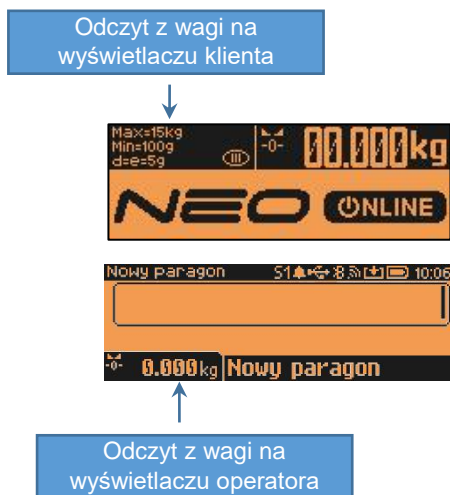 Odczyt z wagi na
wyświetlaczu klienta
Max=15kg
Min=100g
d=e=5g
III
-0-
00.000kg
NEO ONLINE
Nowy paragon S1 10:06
-0- 0.000kg Nowy paragon
Odczyt z wagi na
wyświetlaczu operatora